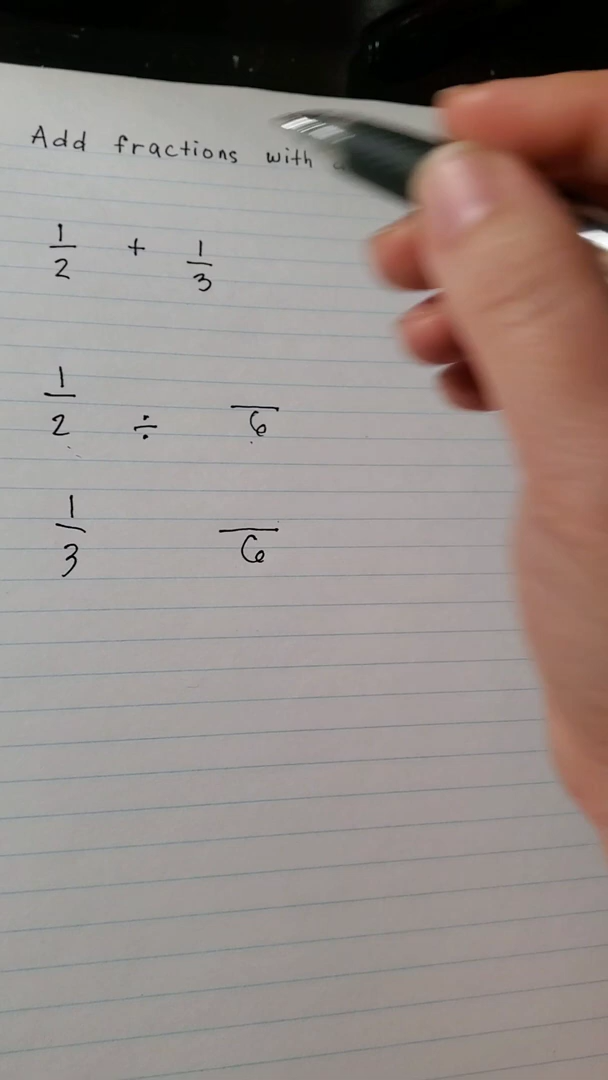 Add fractions with
1/2 + 1/3
1/2 ÷ /6
1/3 /6